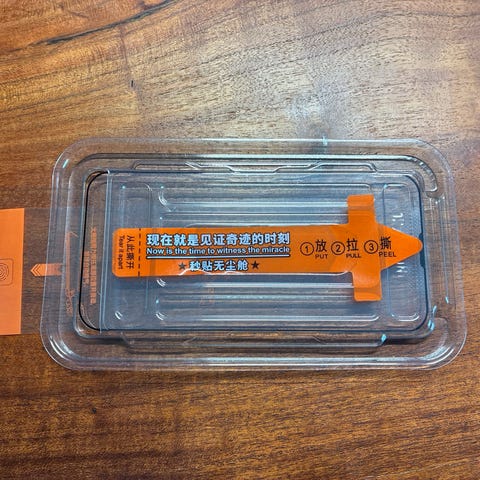 从此撕开
Tear it apart
现在就是见证奇迹的时刻
Now is the time to witness the miracle
★秒贴无尘舱★
①放 ②拉 ③撕
PUT PULL PEEL